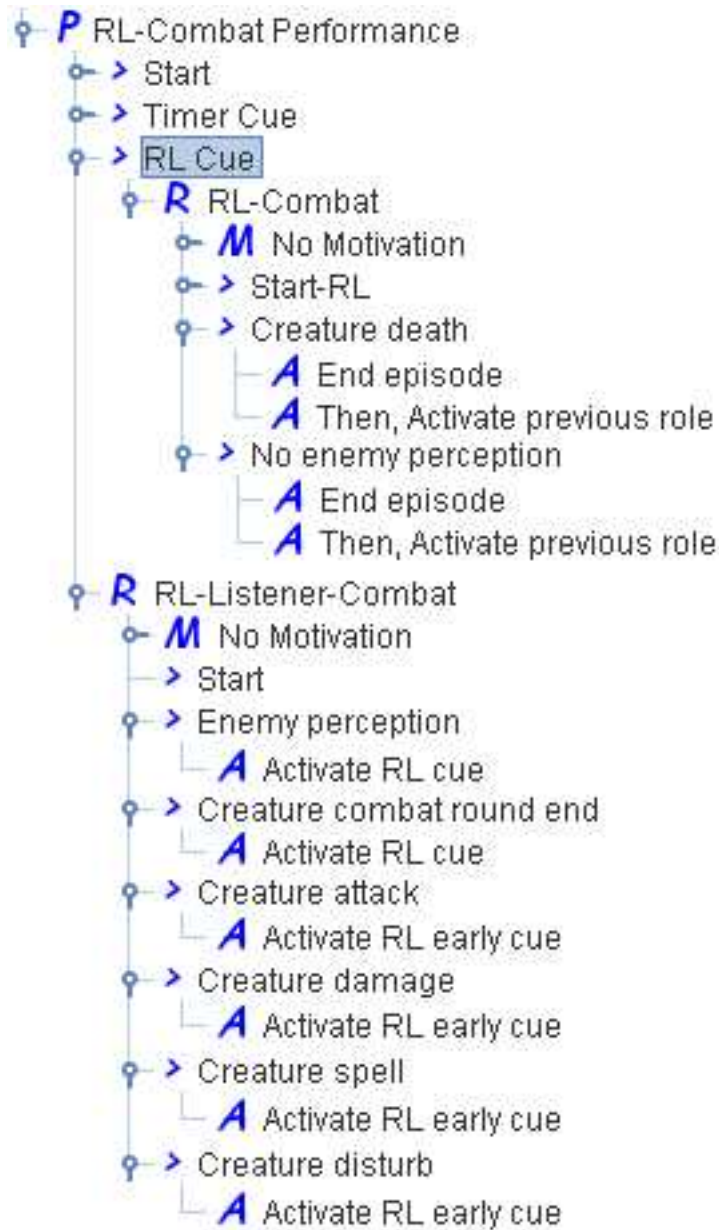 P RL-Combat Performance
> Start
> Timer Cue
> RL Cue
R RL-Combat
M No Motivation
> Start-RL
> Creature death
A End episode
A Then, Activate previous role
> No enemy perception
A End episode
A Then, Activate previous role
R RL-Listener-Combat
M No Motivation
> Start
> Enemy perception
A Activate RL cue
> Creature combat round end
A Activate RL cue
> Creature attack
A Activate RL early cue
> Creature damage
A Activate RL early cue
> Creature spell
A Activate RL early cue
> Creature disturb
A Activate RL early cue